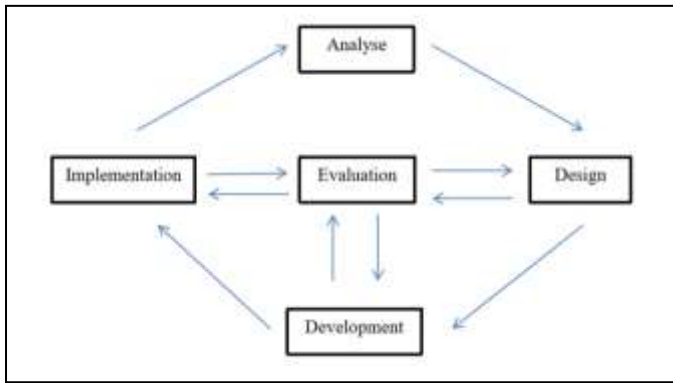 Analyse
Implementation
Evaluation
Design
Development